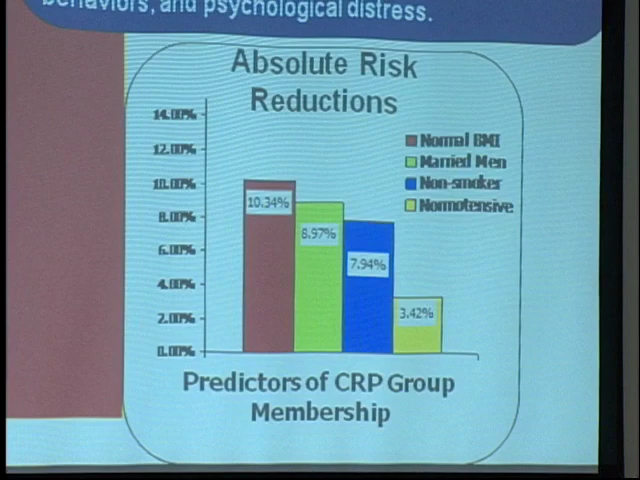 behaviors, and psychological distress.
Absolute Risk
Reductions
14.00%
12.00%
10.00%
8.00%
6.00%
4.00%
2.00%
0.00%
10.34%
8.97%
7.94%
3.42%
Normal BMI
Married Men
Non-smoker
Normotensive
Predictors of CRP Group
Membership